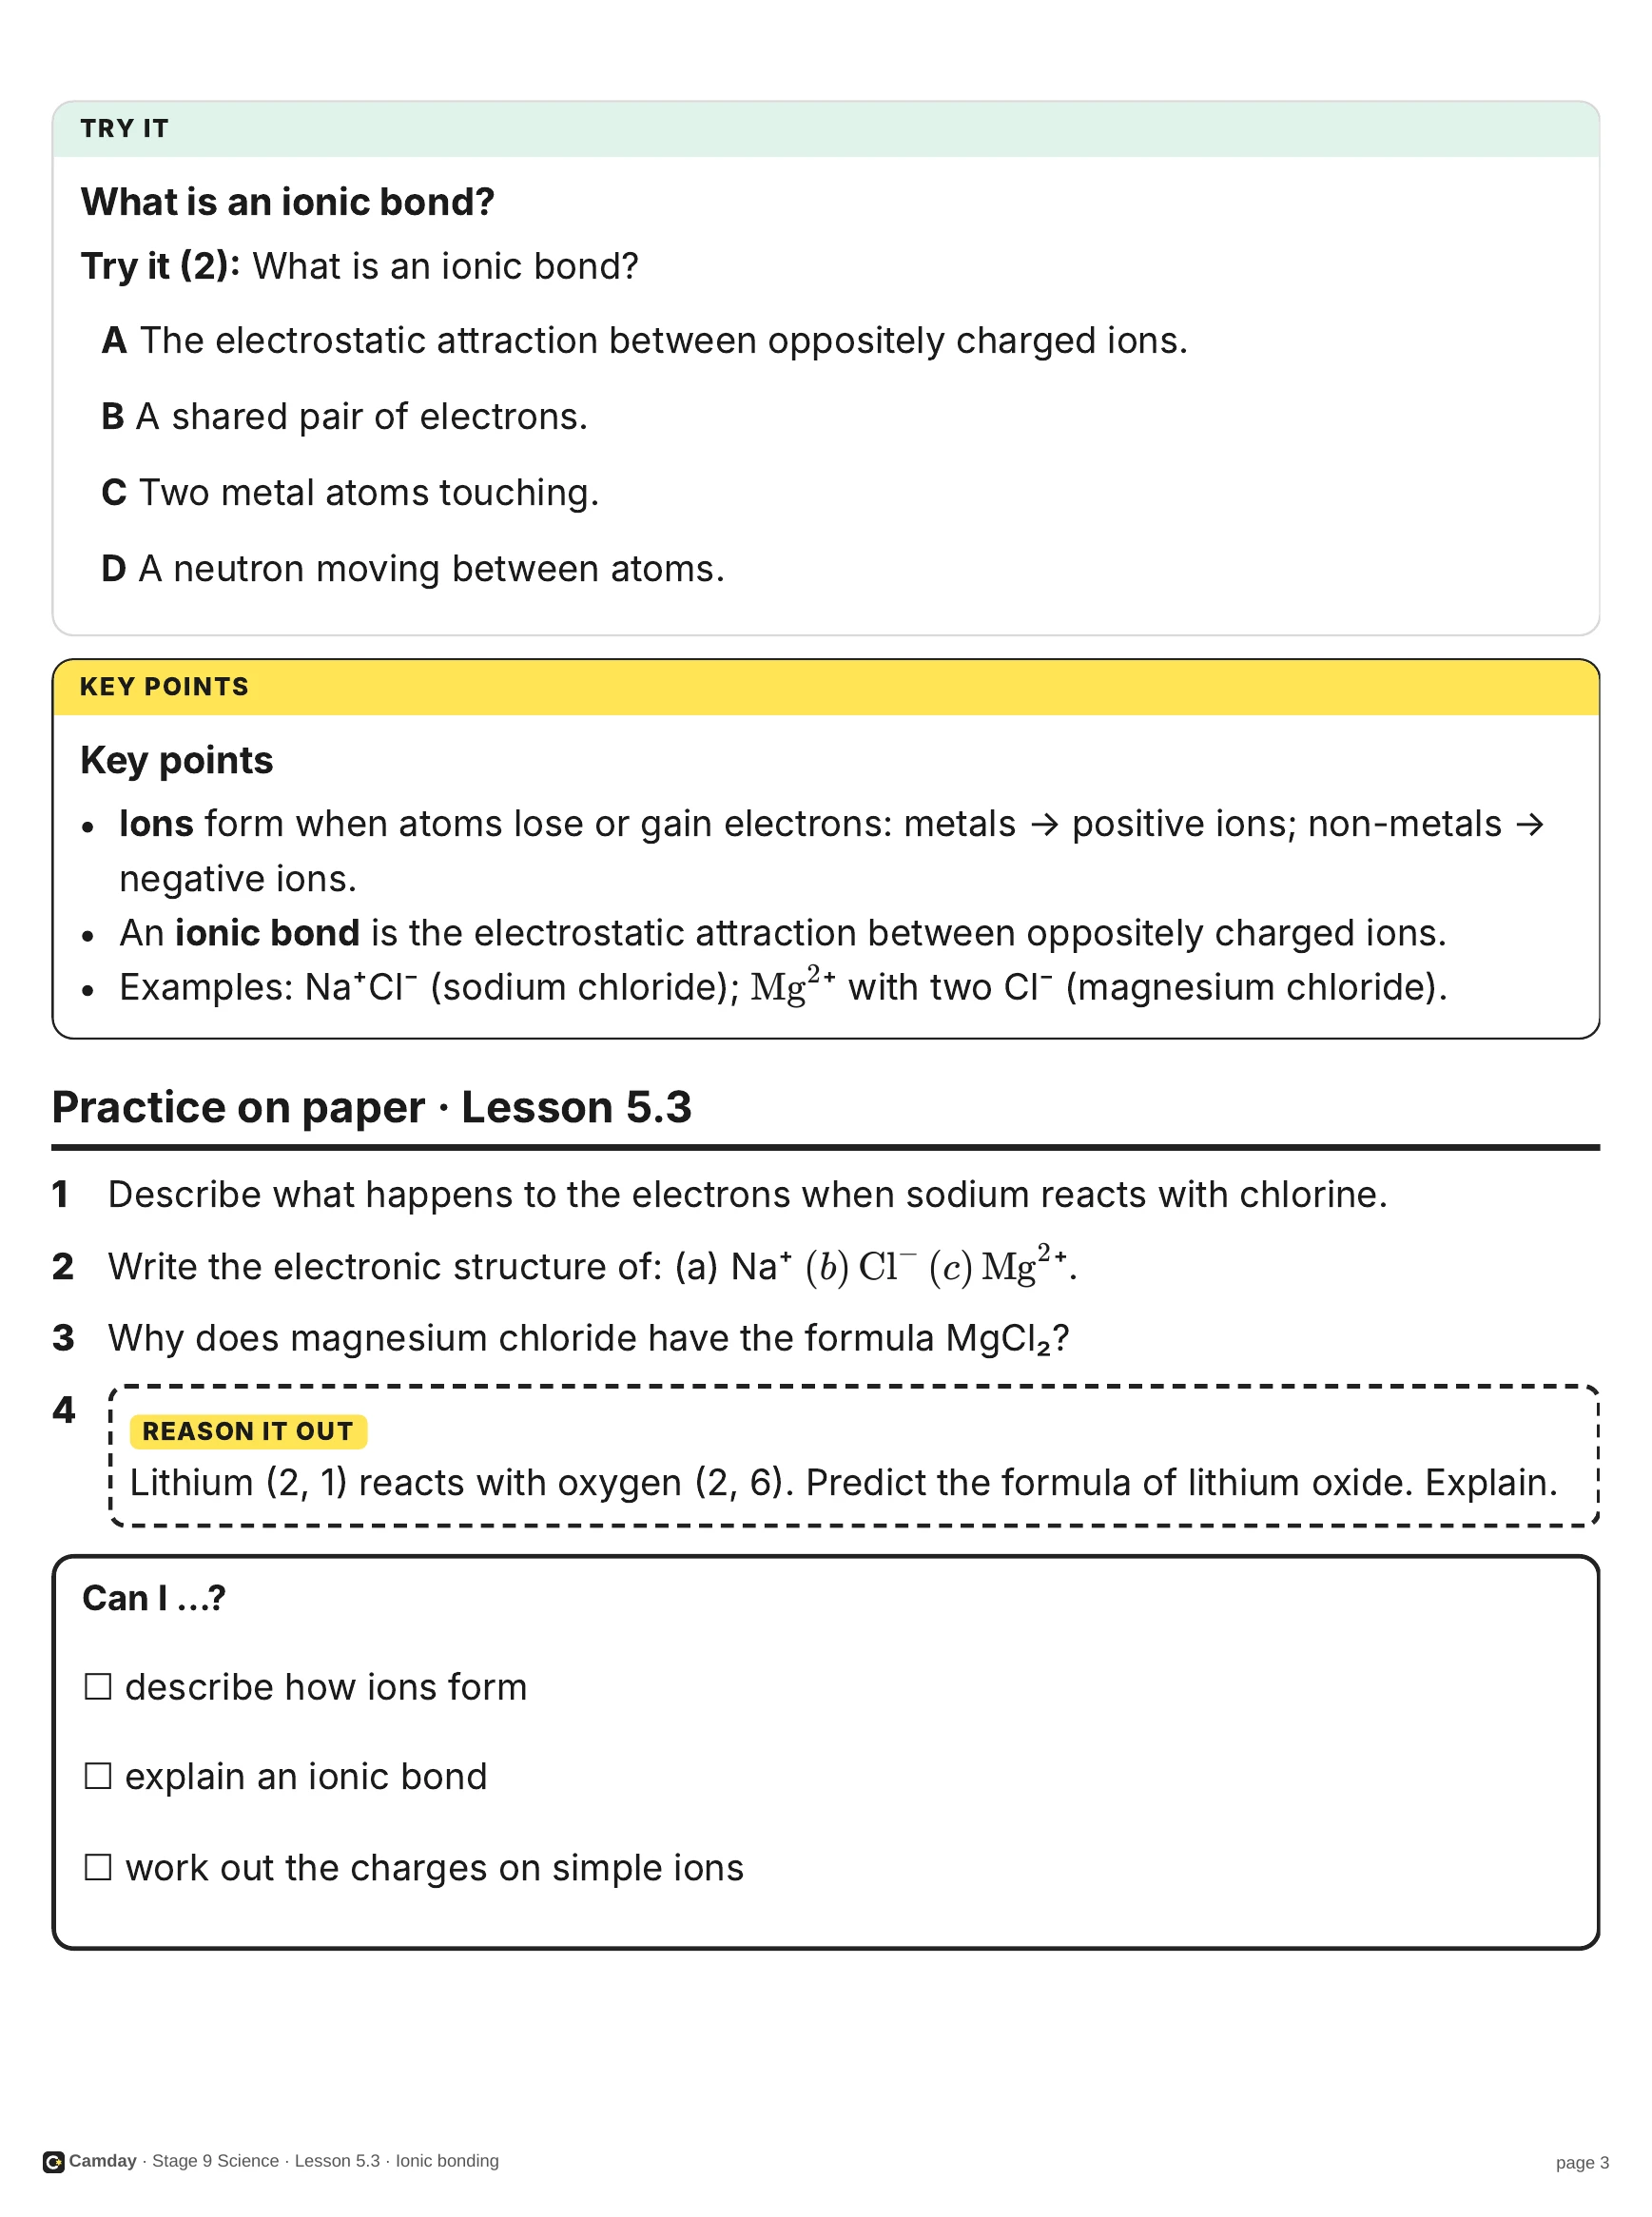 TRY IT
What is an ionic bond?
Try it (2): What is an ionic bond?
A The electrostatic attraction between oppositely charged ions.
B A shared pair of electrons.
C Two metal atoms touching.
D A neutron moving between atoms.
KEY POINTS
Key points
• Ions form when atoms lose or gain electrons: metals → positive ions; non-metals →
negative ions.
• An ionic bond is the electrostatic attraction between oppositely charged ions.
• Examples: Na⁺Cl⁻ (sodium chloride); Mg²⁺ with two Cl⁻ (magnesium chloride).
Practice on paper · Lesson 5.3
1 Describe what happens to the electrons when sodium reacts with chlorine.
2 Write the electronic structure of: (a) Na⁺ (b) Cl⁻ (c) Mg²⁺.
3 Why does magnesium chloride have the formula MgCl₂?
4
REASON IT OUT
Lithium (2, 1) reacts with oxygen (2, 6). Predict the formula of lithium oxide. Explain.
Can I …?
☐ describe how ions form
☐ explain an ionic bond
☐ work out the charges on simple ions
Camday · Stage 9 Science · Lesson 5.3 · Ionic bonding
page 3